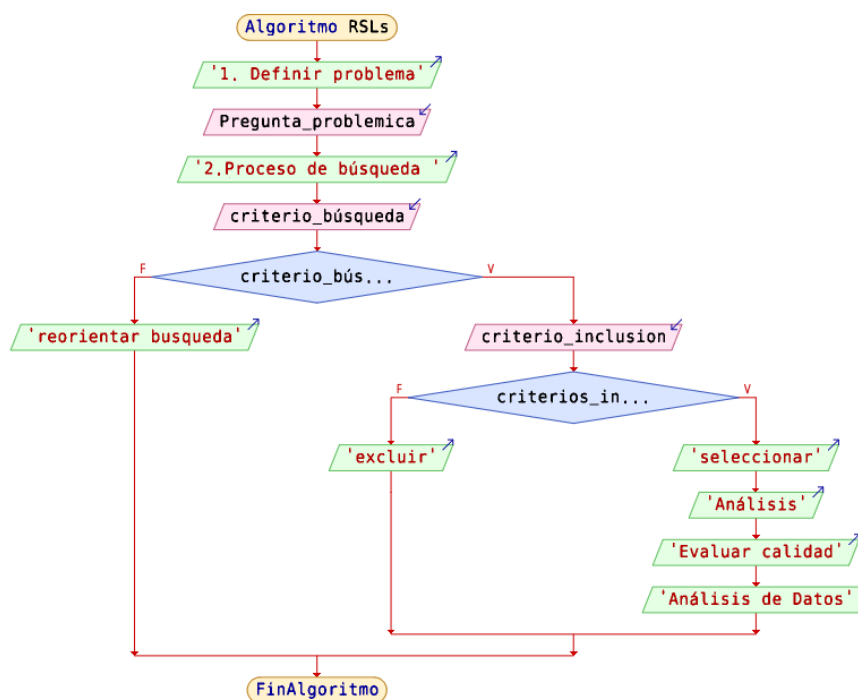 Algoritmo RSLs
'1. Definir problema'
Pregunta_problemica
'2.Proceso de búsqueda '
criterio_búsqueda
F
criterio_bús...
V
'reorientar busqueda'
criterio_inclusion
F
criterios_in...
V
'excluir'
'seleccionar'
'Análisis'
'Evaluar calidad'
'Análisis de Datos'
FinAlgoritmo